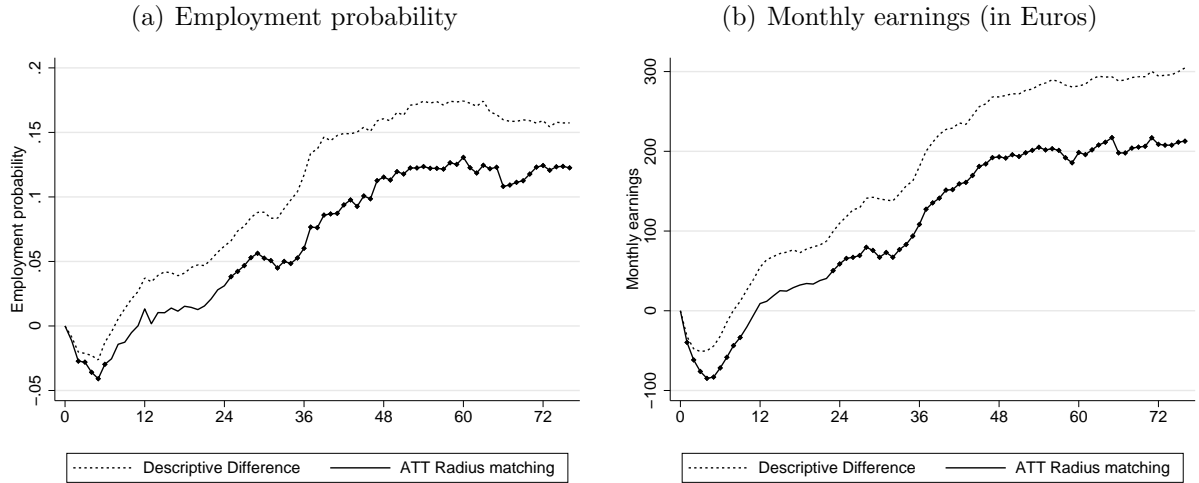 (a) Employment probability
Employment probability
.2
.15
.1
.05
0
-.05
0 12 24 36 48 60 72
Descriptive Difference ATT Radius matching
(b) Monthly earnings (in Euros)
Monthly earnings
300
200
100
0
-100
0 12 24 36 48 60 72
Descriptive Difference ATT Radius matching